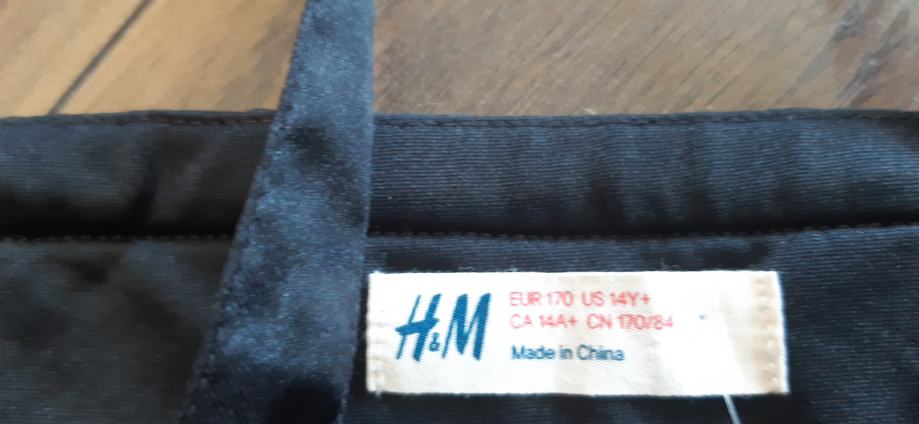 H&M
EUR 170 US 14Y+
CA 14A+ CN 170/84
Made in China